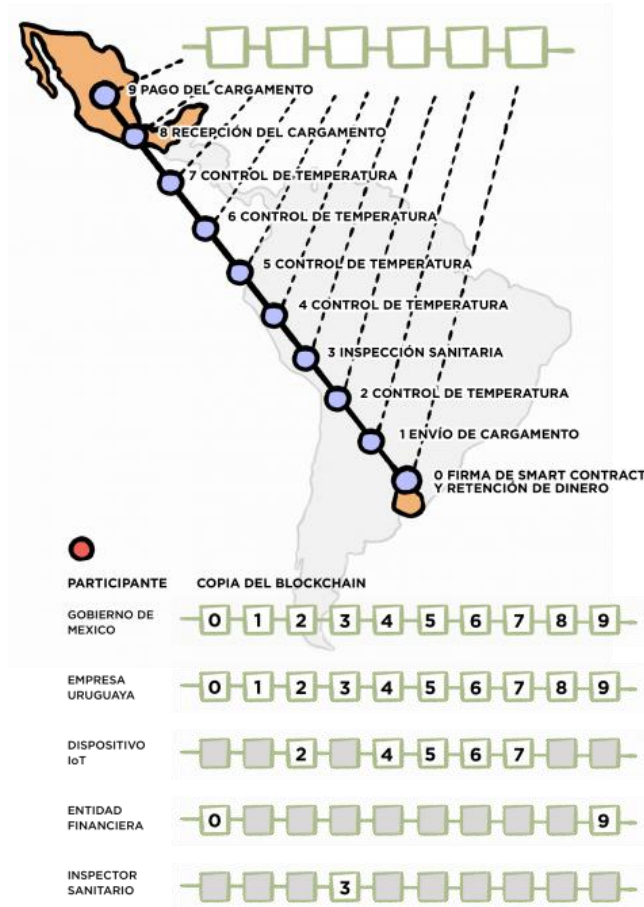 9 PAGO DEL CARGAMENTO
8 RECEPCIÓN DEL CARGAMENTO
7 CONTROL DE TEMPERATURA
6 CONTROL DE TEMPERATURA
5 CONTROL DE TEMPERATURA
4 CONTROL DE TEMPERATURA
3 INSPECCIÓN SANITARIA
2 CONTROL DE TEMPERATURA
1 ENVÍO DE CARGAMENTO
0 FIRMA DE SMART CONTRACT
Y RETENCIÓN DE DINERO
PARTICIPANTE COPIA DEL BLOCKCHAIN
GOBIERNO DE
MEXICO
0 1 2 3 4 5 6 7 8 9
EMPRESA
URUGUAYA
0 1 2 3 4 5 6 7 8 9
DISPOSITIVO
IoT
2 4 5 6 7
ENTIDAD
FINANCIERA
0 9
INSPECTOR
SANITARIO
3